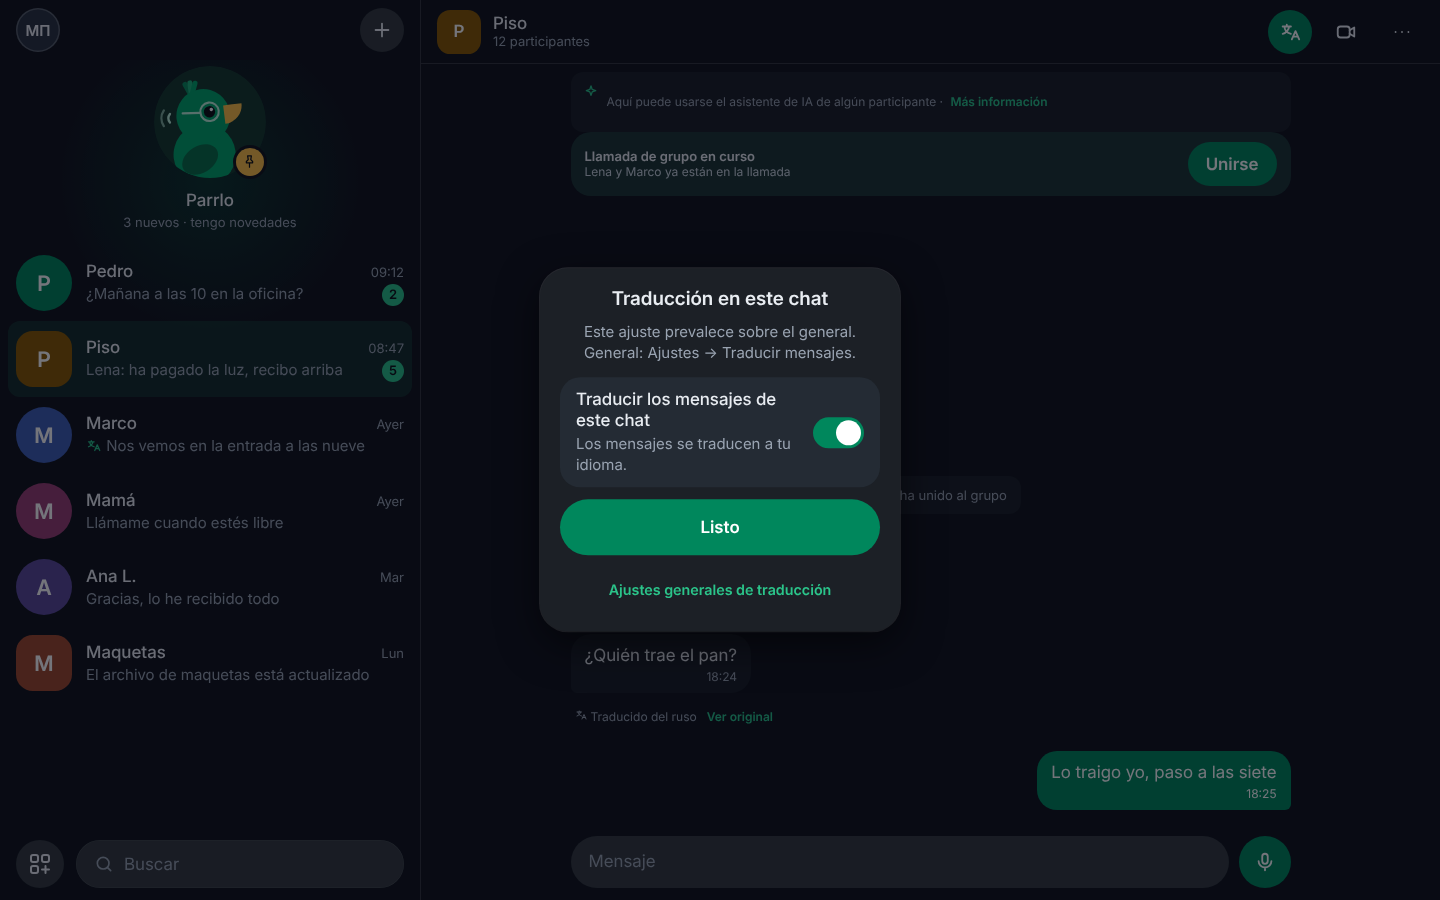 МП
Parrlo
3 nuevos · tengo novedades
Pedro
09:12
¿Mañana a las 10 en la oficina?
2
P
Piso
08:47
Lena: ha pagado la luz, recibo arriba
5
P
Marco
Ayer
Nos vemos en la entrada a las nueve
M
Mamá
Ayer
Llámame cuando estés libre
M
Ana L.
Mar
Gracias, lo he recibido todo
A
Maquetas
Lun
El archivo de maquetas está actualizado
M
Buscar
P
Piso
12 participantes
Aquí puede usarse el asistente de IA de algún participante · Más información
Llamada de grupo en curso
Lena y Marco ya están en la llamada
Unirse
Traducción en este chat
Este ajuste prevalece sobre el general.
General: Ajustes → Traducir mensajes.
Traducir los mensajes de
este chat
Los mensajes se traducen a tu
idioma.
Listo
Ajustes generales de traducción
ha unido al grupo
¿Quién trae el pan?
18:24
Traducido del ruso Ver original
Lo traigo yo, paso a las siete
18:25
Mensaje